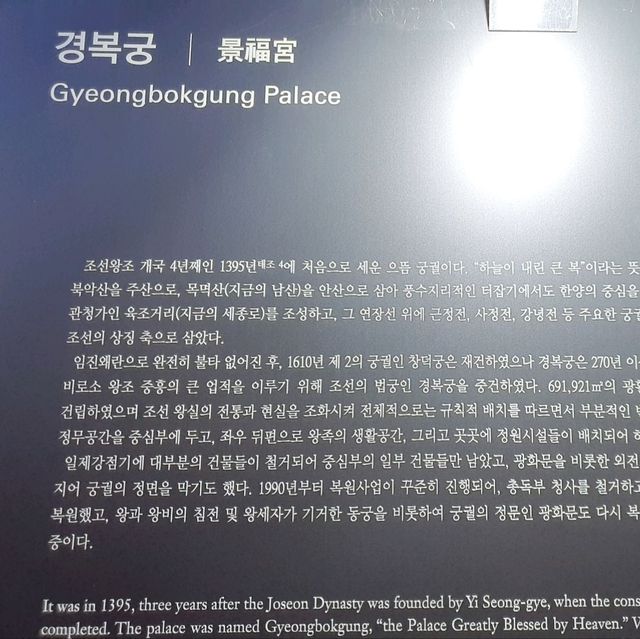 경복궁 | 景福宮
Gyeongbokgung Palace
조선왕조 개국 4년째인 1395년태조 4에 처음으로 세운 으뜸 궁궐이다. “하늘이 내린 큰 복”이라는 뜻
북악산을 주산으로, 목멱산(지금의 남산)을 안산으로 삼아 풍수지리적인 터잡기에서도 한양의 중심을
관청가인 육조거리(지금의 세종로)를 조성하고, 그 연장선 위에 근정전, 사정전, 강녕전 등 주요한 궁궐
조선의 상징 축으로 삼았다.
임진왜란으로 완전히 불타 없어진 후, 1610년 제 2의 궁궐인 창덕궁은 재건하였으나 경복궁은 270년
비로소 왕조 중흥의 큰 업적을 이루기 위해 조선의 법궁인 경복궁을 중건하였다. 691,921㎡의
건립하였으며 조선 왕실의 전통과 현실을 조화시켜 전체적으로는 규칙적 배치를 따르면서 부분적인
정무공간을 중심부에 두고, 좌우 뒤편으로 왕족의 생활공간, 그리고 곳곳에 정원시설들이 배치되어
일제강점기에 대부분의 건물들이 철거되어 중심부의 일부 건물들만 남았고, 광화문을 비롯한 외전
지어 궁궐의 정면을 막기도 했다. 1990년부터 복원사업이 꾸준히 진행되어, 총독부 청사를 철거하고
복원했고, 왕과 왕비의 침전 및 왕세자가 기거한 동궁을 비롯하여 궁궐의 정문인 광화문도 다시
중이다.
It was in 1395, three years after the Joseon Dynasty was founded by Yi Seong-gye, when the cons
completed. The palace was named Gyeongbokgung, “the Palace Greatly Blessed by Heaven.”